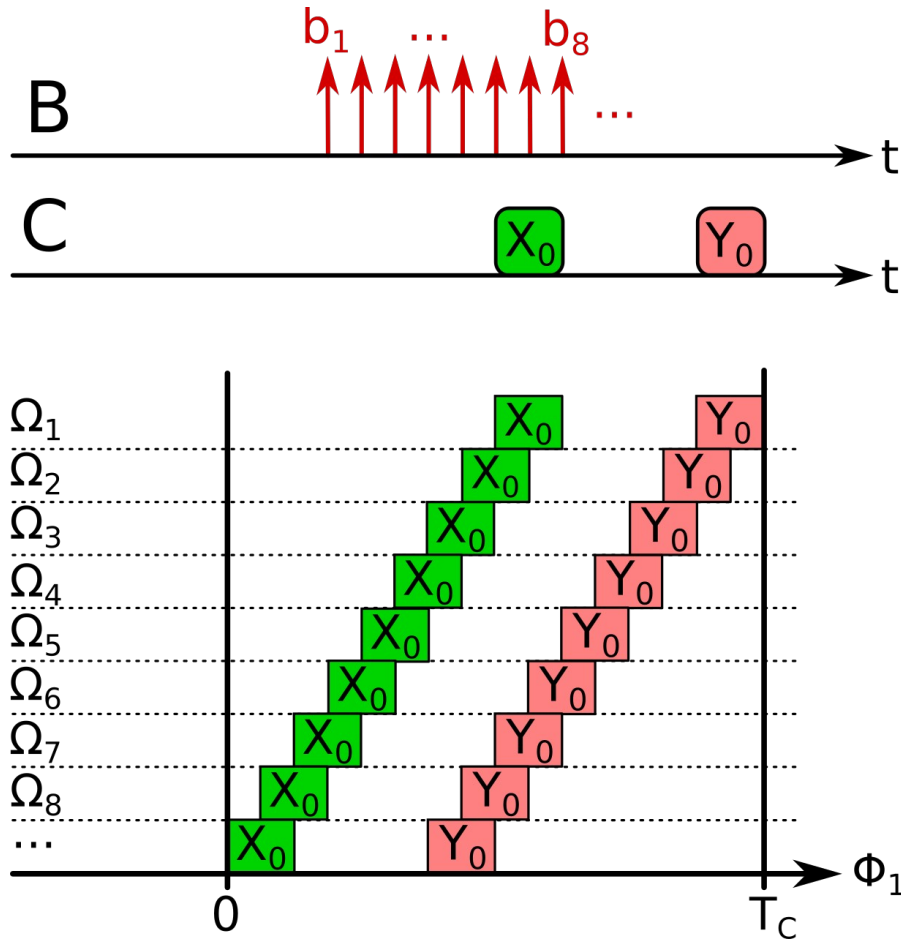 b₁ ... b₈
B ... t
C X₀ Y₀ t
Ω₁ X₀ Y₀
Ω₂ X₀ Y₀
Ω₃ X₀ Y₀
Ω₄ X₀ Y₀
Ω₅ X₀ Y₀
Ω₆ X₀ Y₀
Ω₇ X₀ Y₀
Ω₈ X₀ Y₀
... X₀ Y₀
Φ₁
0 T_C